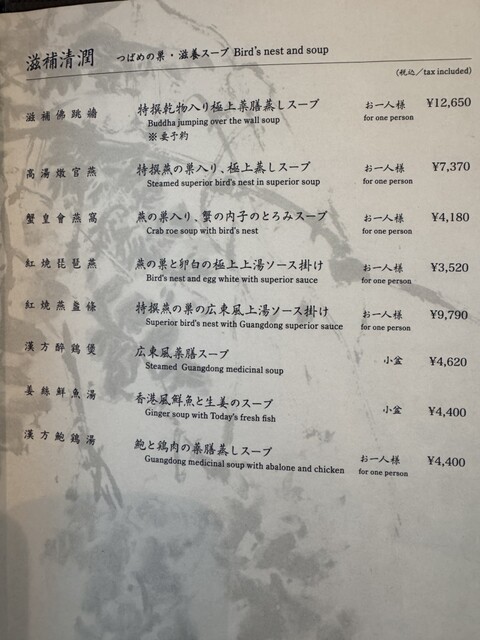 滋補清潤 つばめの巣・滋養スープ Bird's nest and soup
(税込/tax included)
滋補佛跳牆 特撰乾物入り極上薬膳蒸しスープ お一人様 ¥12,650
Buddha jumping over the wall soup for one person
※要予約
高湯燉官燕 特撰燕の巣入り、極上蒸しスープ お一人様 ¥7,370
Steamed superior bird's nest in superior soup for one person
蟹皇會燕窩 燕の巣入り、蟹の内子のとろみスープ お一人様 ¥4,180
Crab roe soup with bird's nest for one person
紅燒琵琶燕 燕の巣と卵白の極上上湯ソース掛け お一人様 ¥3,520
Bird's nest and egg white with superior sauce for one person
紅燒燕盞條 特撰燕の巣の広東風上湯ソース掛け お一人様 ¥9,790
Superior bird's nest with Guangdong superior sauce for one person
漢方醉鶏煲 広東風薬膳スープ 小盆 ¥4,620
Steamed Guangdong medicinal soup
姜絲鮮魚湯 香港風鮮魚と生姜のスープ 小盆 ¥4,400
Ginger soup with Today's fresh fish
漢方鮑鶏湯 鮑と鶏肉の薬膳蒸しスープ お一人様 ¥4,400
Guangdong medicinal soup with abalone and chicken for one person